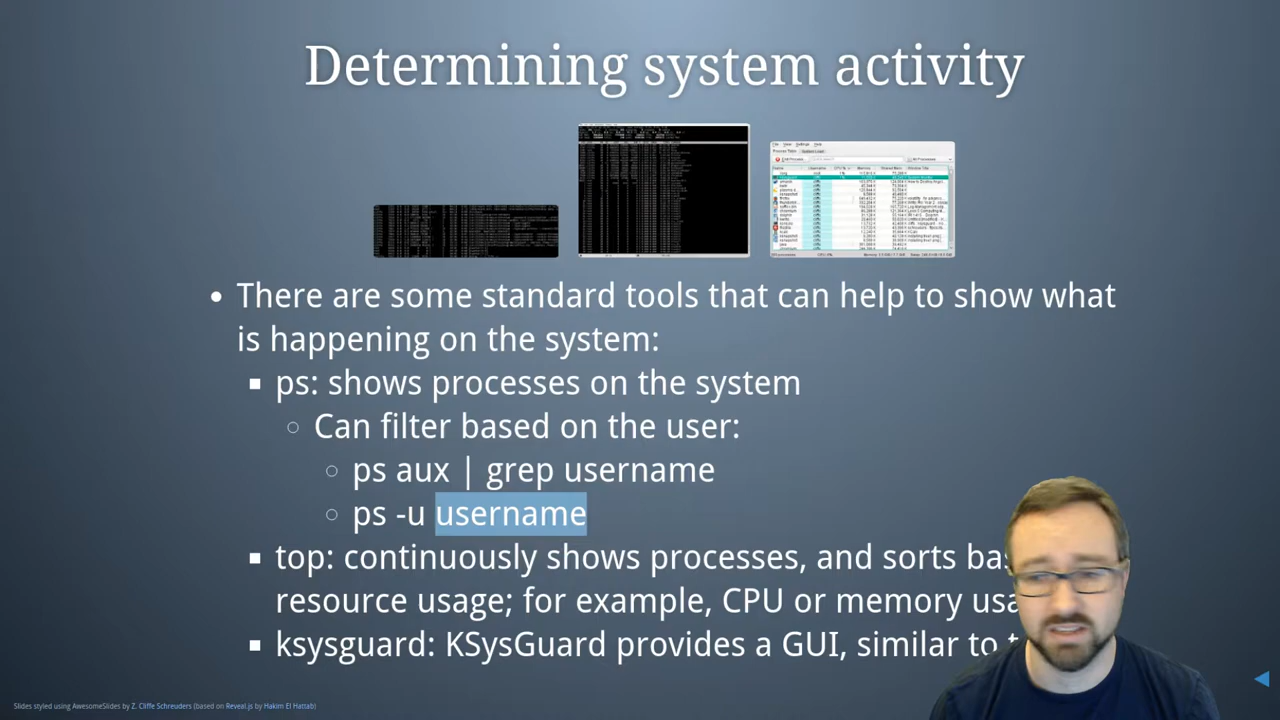 Determining system activity
There are some standard tools that can help to show what
is happening on the system:
ps: shows processes on the system
Can filter based on the user:
ps aux | grep username
ps -u username
top: continuously shows processes, and sorts
resource usage; for example, CPU or memory
ksysguard: KSysGuard provides a GUI, similar to
Slides styled using AwesomeSlides by Z. Cliffe Schreuders (based on Reveal.js by Hakim El Hattab)